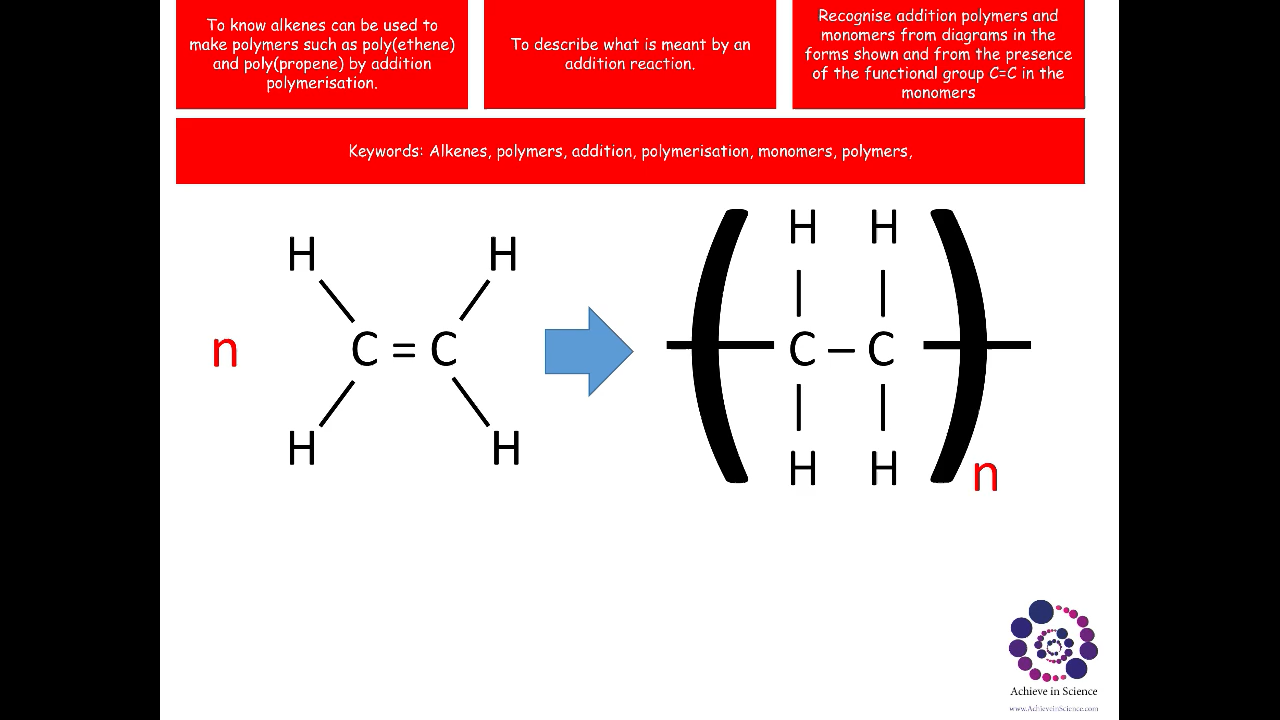 To know alkenes can be used to
make polymers such as poly(ethene)
and poly(propene) by addition
polymerisation.
To describe what is meant by an
addition reaction.
Recognise addition polymers and
monomers from diagrams in the
forms shown and from the presence
of the functional group C=C in the
monomers
Keywords: Alkenes, polymers, addition, polymerisation, monomers, polymers,
H H
n C = C
H H
H H
C – C
H H
n
Achieve in Science
www.AchieveinScience.com